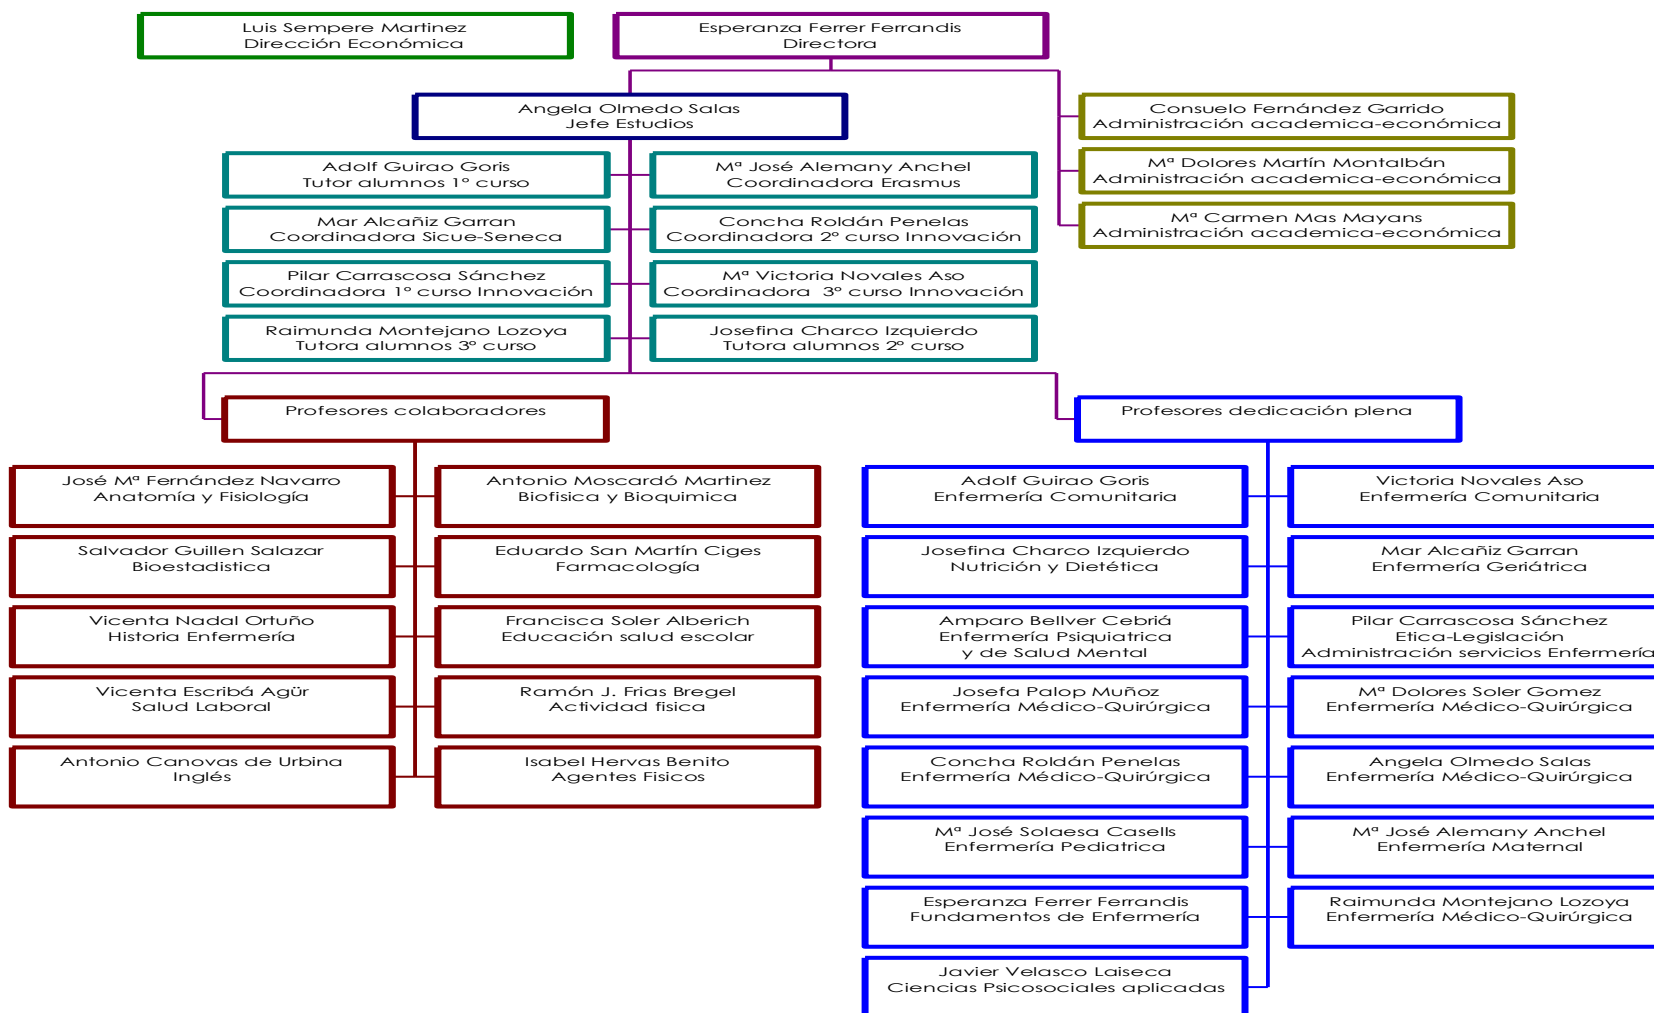 Luis Sempere Martinez
Dirección Económica
Esperanza Ferrer Ferrandis
Directora
Angela Olmedo Salas
Jefe Estudios
Consuelo Fernández Garrido
Administración academica-económica
Mª Dolores Martín Montalbán
Administración academica-económica
Mª Carmen Mas Mayans
Administración academica-económica
Adolf Guirao Goris
Tutor alumnos 1º curso
Mª José Alemany Anchel
Coordinadora Erasmus
Mar Alcañiz Garran
Coordinadora Sicue-Seneca
Concha Roldán Penelas
Coordinadora 2º curso Innovación
Pilar Carrascosa Sánchez
Coordinadora 1º curso Innovación
Mª Victoria Novales Aso
Coordinadora  3º curso Innovación
Raimunda Montejano Lozoya
Tutora alumnos 3º curso
Josefina Charco Izquierdo
Tutora alumnos 2º curso
Profesores colaboradores
José Mª Fernández Navarro
Anatomía y Fisiología
Antonio Moscardó Martinez
Biofisica y Bioquimica
Salvador Guillen Salazar
Bioestadistica
Eduardo San Martín Ciges
Farmacología
Vicenta Nadal Ortuño
Historia Enfermería
Francisca Soler Alberich
Educación salud escolar
Vicenta Escribá Agür
Salud Laboral
Ramón J. Frias Bregel
Actividad fisica
Antonio Canovas de Urbina
Inglés
Isabel Hervas Benito
Agentes Fisicos
Profesores dedicación plena
Adolf Guirao Goris
Enfermería Comunitaria
Victoria Novales Aso
Enfermería Comunitaria
Josefina Charco Izquierdo
Nutrición y Dietética
Mar Alcañiz Garran
Enfermería Geriátrica
Amparo Bellver Cebriá
Enfermería Psiquiatrica
y de Salud Mental
Pilar Carrascosa Sánchez
Etica-Legislación
Administración servicios Enfermería
Josefa Palop Muñoz
Enfermería Médico-Quirúrgica
Mª Dolores Soler Gomez
Enfermería Médico-Quirúrgica
Concha Roldán Penelas
Enfermería Médico-Quirúrgica
Angela Olmedo Salas
Enfermería Médico-Quirúrgica
Mª José Solaesa Casells
Enfermería Pediatrica
Mª José Alemany Anchel
Enfermería Maternal
Esperanza Ferrer Ferrandis
Fundamentos de Enfermería
Raimunda Montejano Lozoya
Enfermería Médico-Quirúrgica
Javier Velasco Laiseca
Ciencias Psicosociales aplicadas